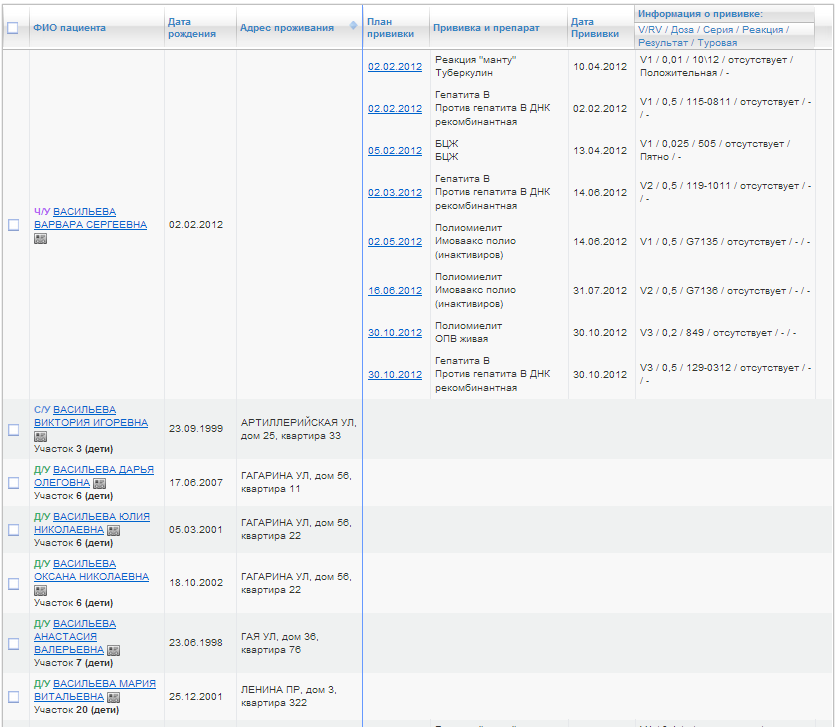 ФИО пациента
Дата
рождения
Адрес проживания
План
прививки
Прививка и препарат
Дата
Прививки
Информация о прививке:
V/RV / Доза / Серия / Реакция /
Результат / Туровая
Ч/У ВАСИЛЬЕВА
ВАРВАРА СЕРГЕЕВНА
02.02.2012
02.02.2012
Реакция "манту"
Туберкулин
10.04.2012
V1 / 0,01 / 10\12 / отсутствует /
Положительная / -
02.02.2012
Гепатита В
Против гепатита В ДНК
рекомбинантная
02.02.2012
V1 / 0,5 / 115-0811 / отсутствует / -
/ -
05.02.2012
БЦЖ
БЦЖ
13.04.2012
V1 / 0,025 / 505 / отсутствует /
Пятно / -
02.03.2012
Гепатита В
Против гепатита В ДНК
рекомбинантная
14.06.2012
V2 / 0,5 / 119-1011 / отсутствует / -
/ -
02.05.2012
Полиомиелит
Имоваакс полио
(инактивиров)
14.06.2012
V1 / 0,5 / G7135 / отсутствует / - / -
16.06.2012
Полиомиелит
Имоваакс полио
(инактивиров)
31.07.2012
V2 / 0,5 / G7136 / отсутствует / - / -
30.10.2012
Полиомиелит
ОПВ живая
30.10.2012
V3 / 0,2 / 849 / отсутствует / - / -
30.10.2012
Гепатита В
Против гепатита В ДНК
рекомбинантная
30.10.2012
V3 / 0,5 / 129-0312 / отсутствует / -
/ -
С/У ВАСИЛЬЕВА
ВИКТОРИЯ ИГОРЕВНА
Участок 3 (дети)
23.09.1999
АРТИЛЛЕРИЙСКАЯ УЛ,
дом 25, квартира 33
Д/У ВАСИЛЬЕВА ДАРЬЯ
ОЛЕГОВНА
Участок 6 (дети)
17.06.2007
ГАГАРИНА УЛ, дом 56,
квартира 11
Д/У ВАСИЛЬЕВА ЮЛИЯ
НИКОЛАЕВНА
Участок 6 (дети)
05.03.2001
ГАГАРИНА УЛ, дом 56,
квартира 22
Д/У ВАСИЛЬЕВА
ОКСАНА НИКОЛАЕВНА
Участок 6 (дети)
18.10.2002
ГАГАРИНА УЛ, дом 56,
квартира 22
Д/У ВАСИЛЬЕВА
АНАСТАСИЯ
ВАЛЕРЬЕВНА
Участок 7 (дети)
23.06.1998
ГАЯ УЛ, дом 36,
квартира 76
Д/У ВАСИЛЬЕВА МАРИЯ
ВИТАЛЬЕВНА
Участок 20 (дети)
25.12.2001
ЛЕНИНА ПР, дом 3,
квартира 322